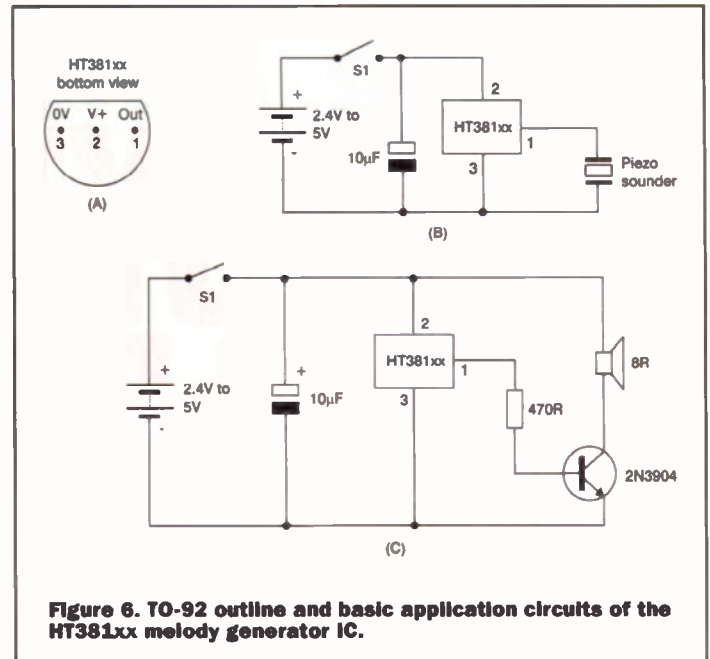 HT381xx
bottom view
0V V+ Out
3 2 1
(A)
S1
+
2.4V to
5V
-
10µF
2
HT381xx
1
3
Piezo
sounder
(B)
S1
+
2.4V to
5V
-
+
10µF
2
HT381xx
1
3
470R
8R
2N3904
(C)
Figure 6. TO-92 outline and basic application circuits of the
HT381xx melody generator IC.